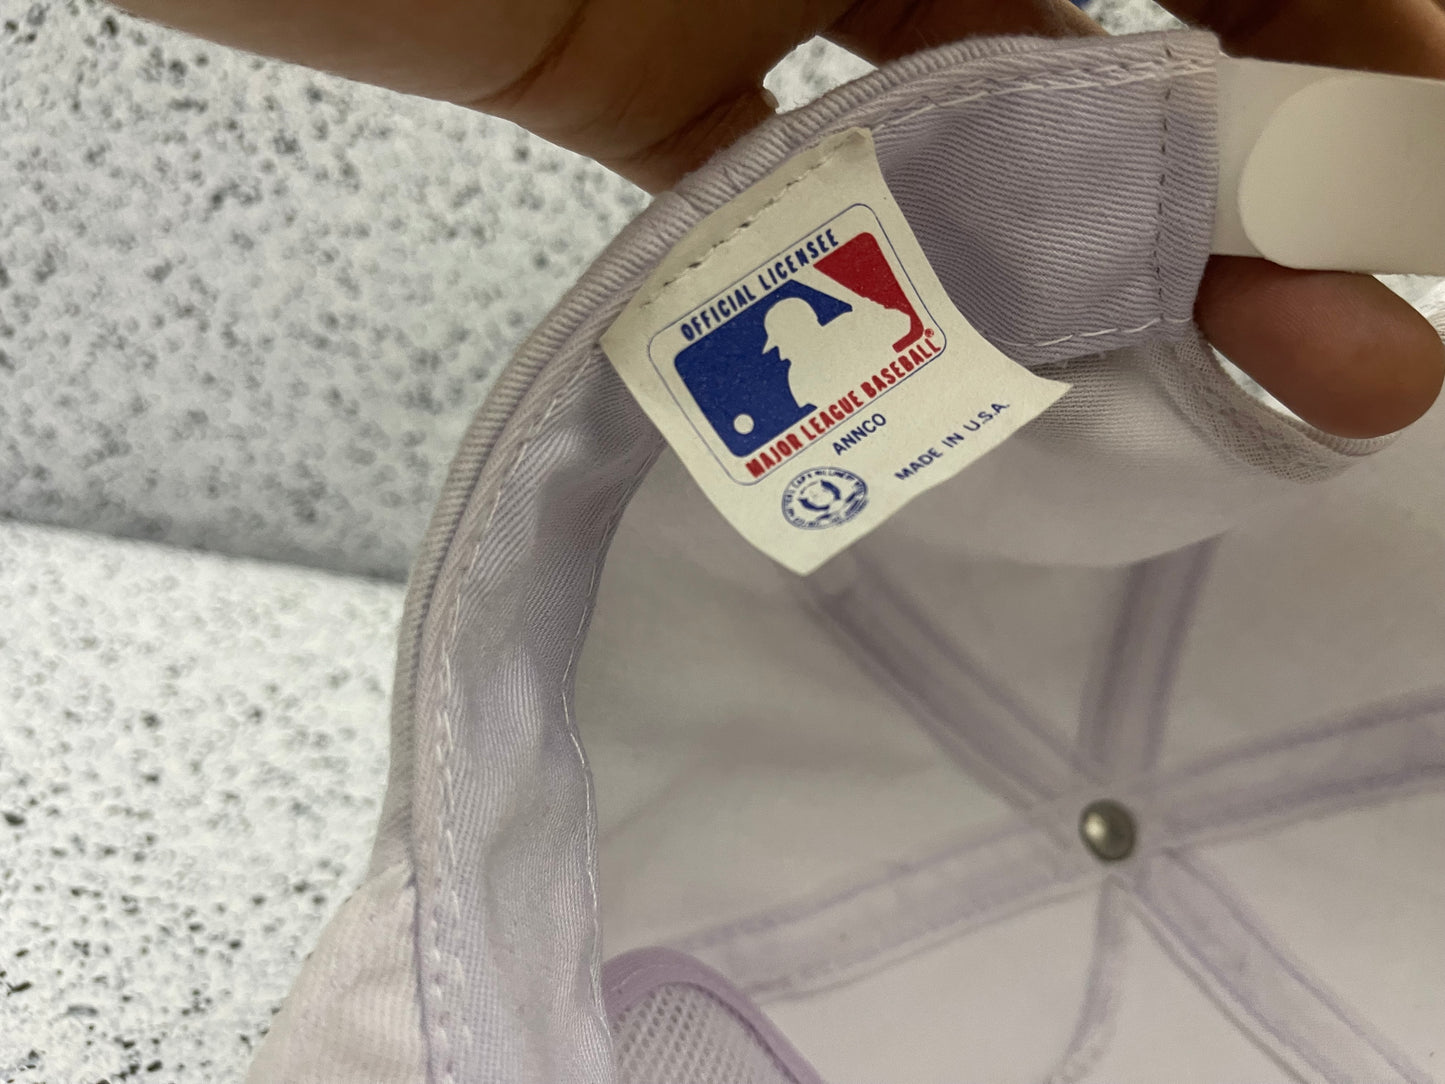 OFFICIAL LICENSEE
MAJOR LEAGUE BASEBALL®
ANNCO
MADE IN U.S.A.